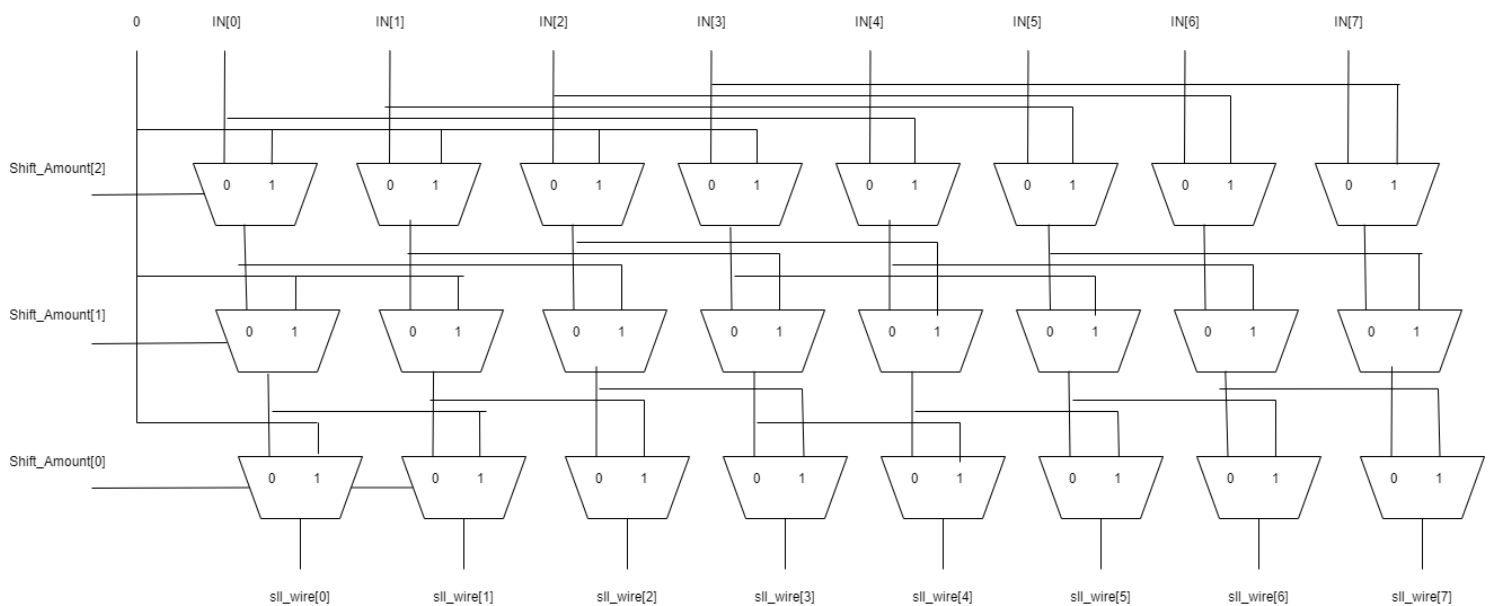 0 IN[0] IN[1] IN[2] IN[3] IN[4] IN[5] IN[6] IN[7]
Shift_Amount[2]
0 1 0 1 0 1 0 1 0 1 0 1 0 1 0 1
Shift_Amount[1]
0 1 0 1 0 1 0 1 0 1 0 1 0 1 0 1
Shift_Amount[0]
0 1 0 1 0 1 0 1 0 1 0 1 0 1 0 1
sll_wire[0] sll_wire[1] sll_wire[2] sll_wire[3] sll_wire[4] sll_wire[5] sll_wire[6] sll_wire[7]